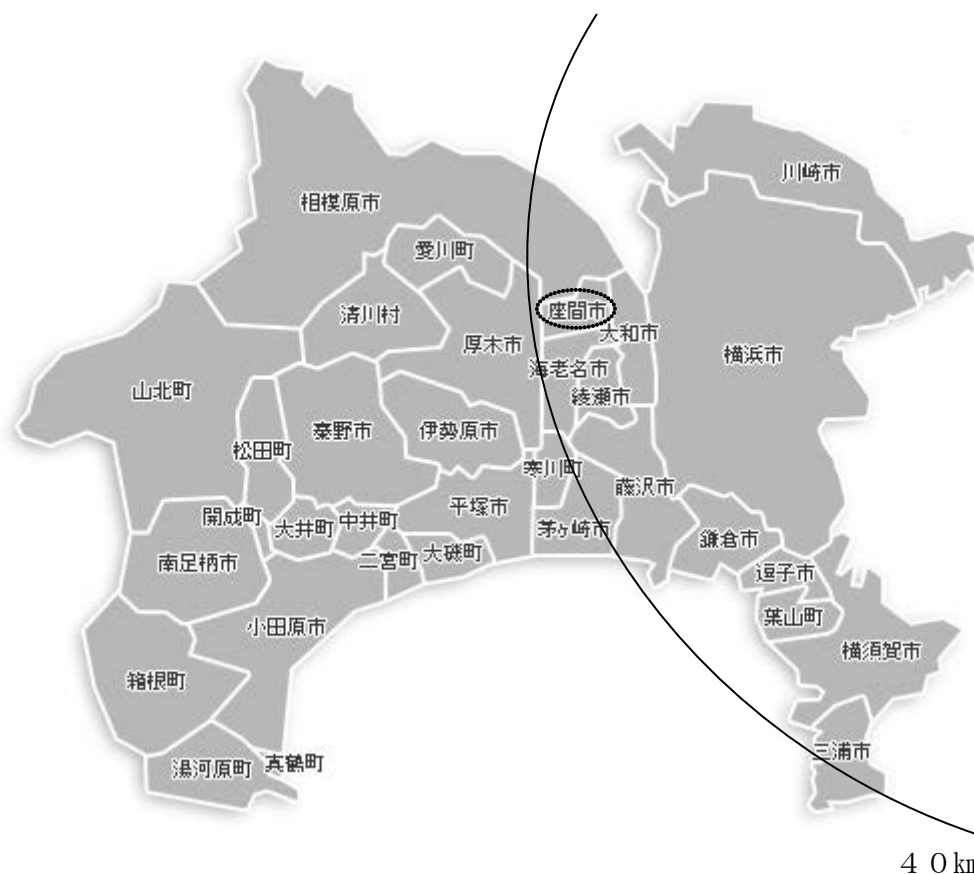 川崎市
相模原市
愛川町
座間市
清川村
大和市
厚木市
横浜市
海老名市
山北町
綾瀬市
秦野市
伊勢原市
松田町
寒川町
藤沢市
平塚市
開成町
大井町
中井町
茅ヶ崎市
鎌倉市
二宮町
大磯町
南足柄市
逗子市
葉山町
小田原市
横須賀市
箱根町
三浦市
真鶴町
湯河原町
４０㎞